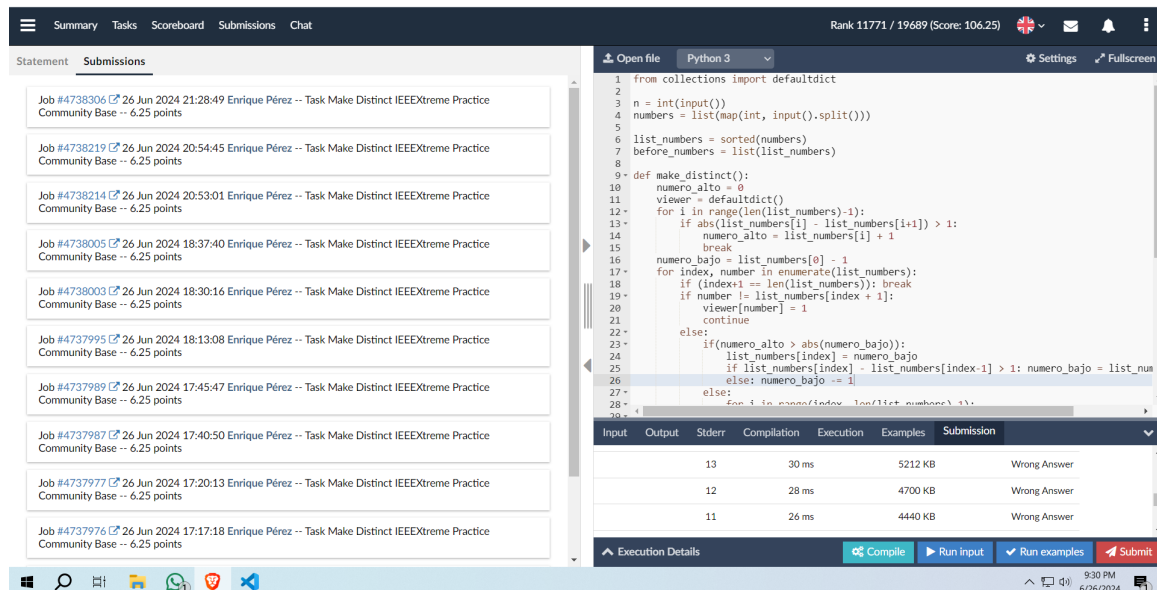 Summary Tasks Scoreboard Submissions Chat
Rank 11771 / 19689 (Score: 106.25)
Statement Submissions
Job #4738306 26 Jun 2024 21:28:49 Enrique Pérez -- Task Make Distinct IEEEXtreme Practice
Community Base -- 6.25 points
Job #4738219 26 Jun 2024 20:54:45 Enrique Pérez -- Task Make Distinct IEEEXtreme Practice
Community Base -- 6.25 points
Job #4738214 26 Jun 2024 20:53:01 Enrique Pérez -- Task Make Distinct IEEEXtreme Practice
Community Base -- 6.25 points
Job #4738005 26 Jun 2024 18:37:40 Enrique Pérez -- Task Make Distinct IEEEXtreme Practice
Community Base -- 6.25 points
Job #4738003 26 Jun 2024 18:30:16 Enrique Pérez -- Task Make Distinct IEEEXtreme Practice
Community Base -- 6.25 points
Job #4737995 26 Jun 2024 18:13:08 Enrique Pérez -- Task Make Distinct IEEEXtreme Practice
Community Base -- 6.25 points
Job #4737989 26 Jun 2024 17:45:47 Enrique Pérez -- Task Make Distinct IEEEXtreme Practice
Community Base -- 6.25 points
Job #4737987 26 Jun 2024 17:40:50 Enrique Pérez -- Task Make Distinct IEEEXtreme Practice
Community Base -- 6.25 points
Job #4737977 26 Jun 2024 17:20:13 Enrique Pérez -- Task Make Distinct IEEEXtreme Practice
Community Base -- 6.25 points
Job #4737976 26 Jun 2024 17:17:18 Enrique Pérez -- Task Make Distinct IEEEXtreme Practice
Community Base -- 6.25 points
Open file Python 3 Settings Fullscreen
1 from collections import defaultdict
2
3 n = int(input())
4 numbers = list(map(int, input().split()))
5
6 list_numbers = sorted(numbers)
7 before_numbers = list(list_numbers)
8
9 def make_distinct():
10 numero_alto = 0
11 viewer = defaultdict()
12 for i in range(len(list_numbers)-1):
13 if abs(list_numbers[i] - list_numbers[i+1]) > 1:
14 numero_alto = list_numbers[i] + 1
15 break
16 numero_bajo = list_numbers[0] - 1
17 for index, number in enumerate(list_numbers):
18 if (index+1 == len(list_numbers)): break
19 if number != list_numbers[index + 1]:
20 viewer[number] = 1
21 continue
22 else:
23 if(numero_alto > abs(numero_bajo)):
24 list_numbers[index] = numero_bajo
25 if list_numbers[index] - list_numbers[index-1] > 1: numero_bajo = list_num
26 else: numero_bajo -= 1
27 else:
28 for i in range(index, len(list_numbers)-1):
29
Input Output Stderr Compilation Execution Examples Submission
13 30 ms 5212 KB Wrong Answer
12 28 ms 4700 KB Wrong Answer
11 26 ms 4440 KB Wrong Answer
Execution Details Compile Run input Run examples Submit
9:30 PM
6/26/2024